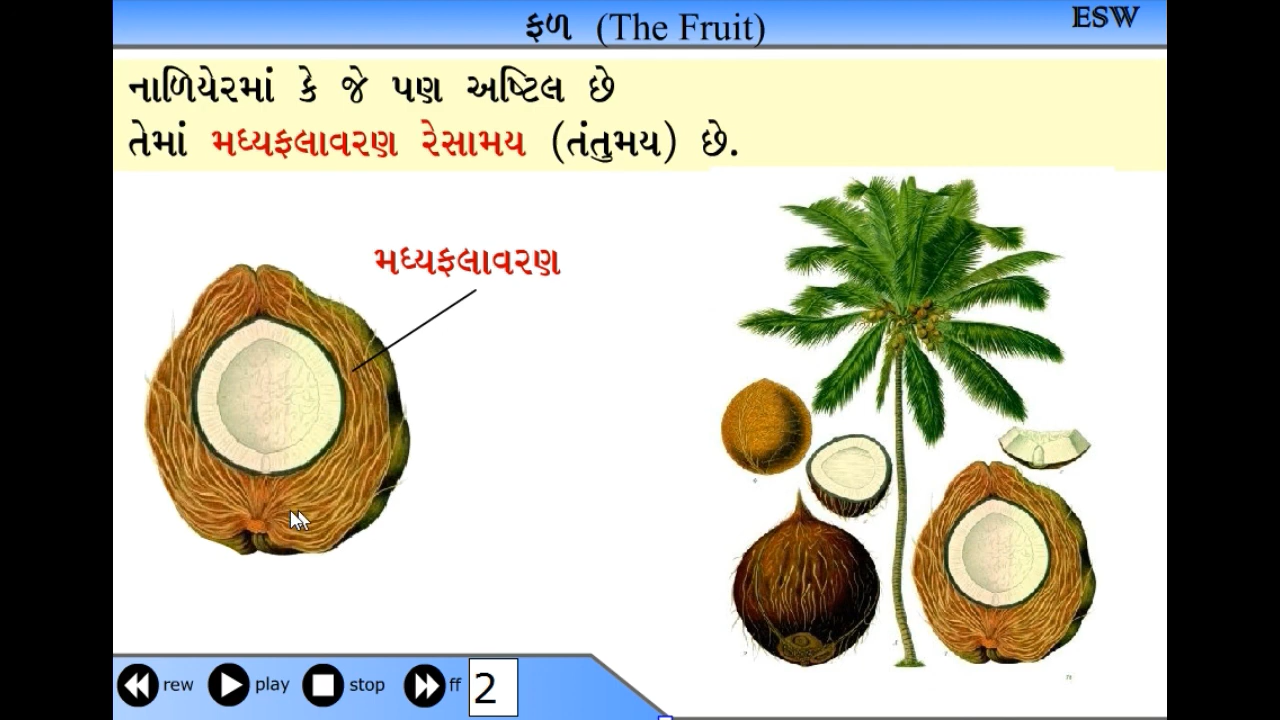 ફળ (The Fruit)
ESW
નાળિયેરમાં કે જે પણ અષ્ટિલ છે
તેમાં મધ્યફલાવરણ રેસામય (તંતુમય) છે.
મધ્યફલાવરણ
rew play stop ff 2